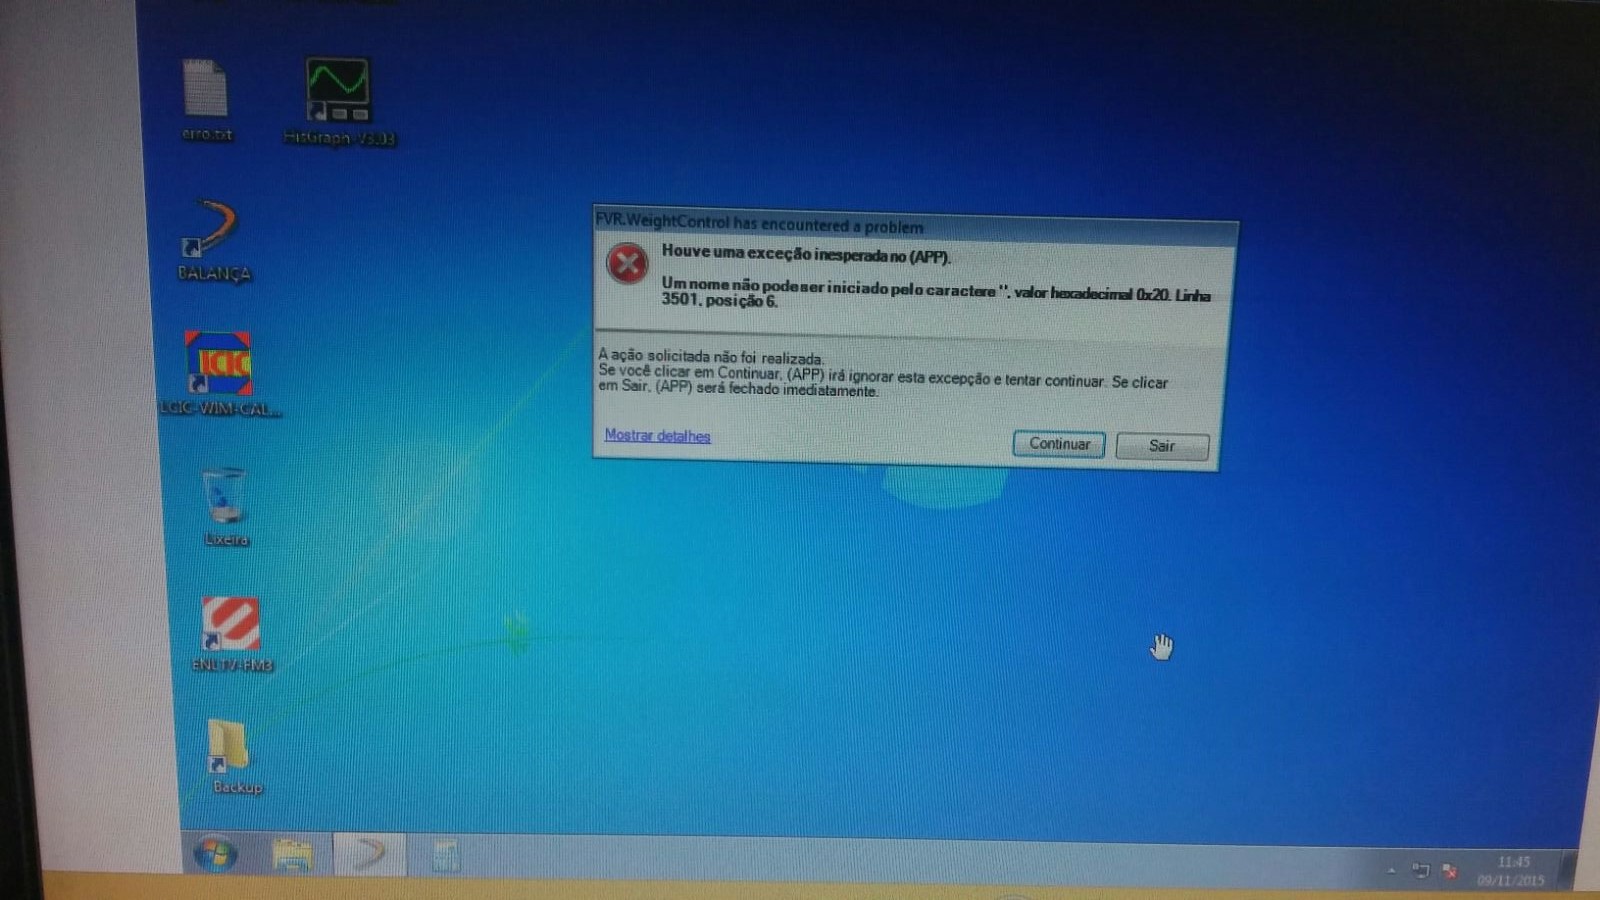 erro.txt
HisGraph-V3.03
BALANÇA
LCIC
LCIC-WIM-CAL...
Lixeira
ENLTV-FM3
Backup
FVR.WeightControl has encountered a problem
Houve uma exceção inesperada no (APP).
Um nome não pode ser iniciado pelo caractere ' ', valor hexadecimal 0x20. Linha
3501, posição 6.
A ação solicitada não foi realizada.
Se você clicar em Continuar, (APP) irá ignorar esta excepção e tentar continuar. Se clicar
em Sair, (APP) será fechado imediatamente.
Mostrar detalhes
Continuar
Sair
11:45
09/11/2015